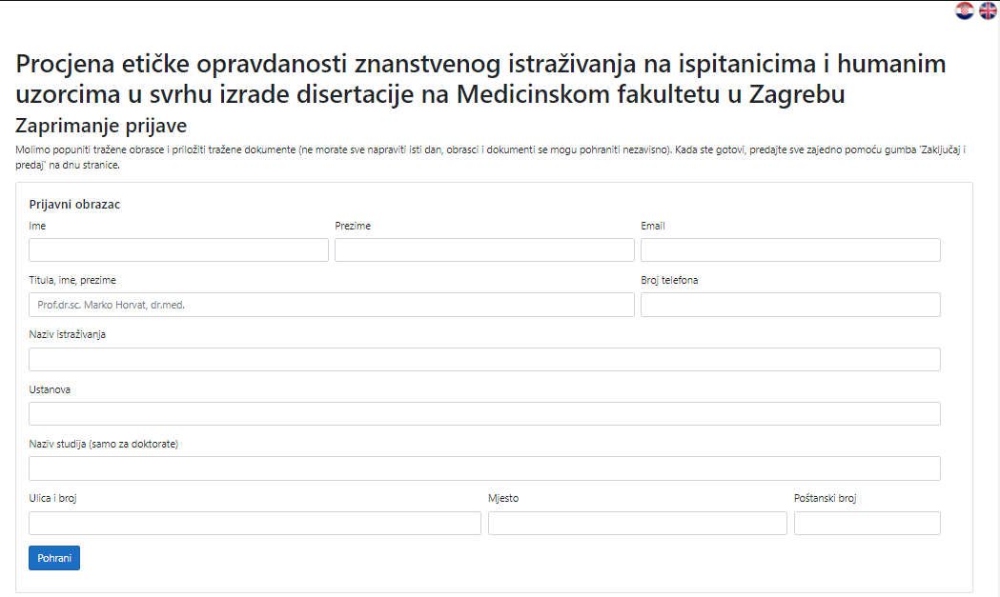 Procjena etičke opravdanosti znanstvenog istraživanja na ispitanicima i humanim
uzorcima u svrhu izrade disertacije na Medicinskom fakultetu u Zagrebu
Zaprimanje prijave
Molimo popuniti tražene obrasce i priložiti tražene dokumente (ne morate sve napraviti isti dan, obrasci i dokumenti se mogu pohraniti nezavisno). Kada ste gotovi, predajte sve zajedno pomoću gumba 'Zaključaj i
predaj' na dnu stranice.
Prijavni obrazac
Ime Prezime Email
Titula, ime, prezime Broj telefona
Prof.dr.sc. Marko Horvat, dr.med.
Naziv istraživanja
Ustanova
Naziv studija (samo za doktorate)
Ulica i broj Mjesto Poštanski broj
Pohrani